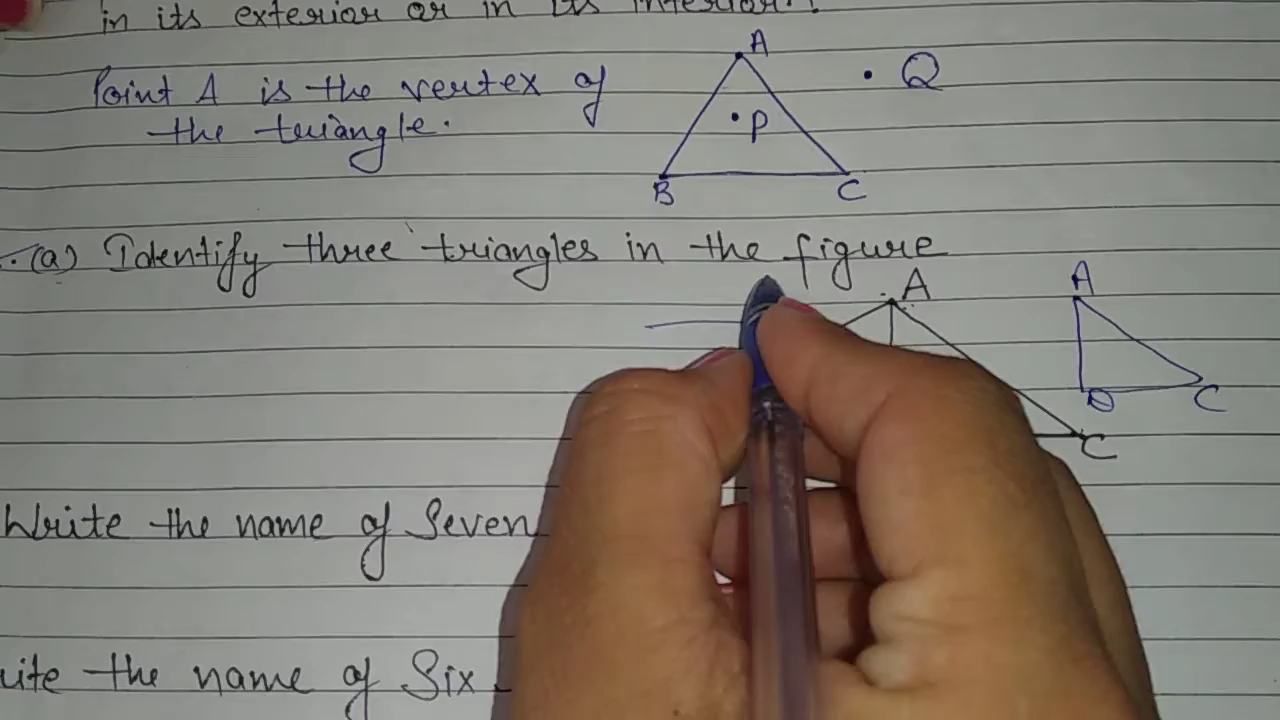 in its exterior or in its interior?
Point A is the vertex of
the triangle.
A
Q
P
B
C
(a) Identify three triangles in the figure
A
A
D
C
C
Write the name of Seven
the name of Six